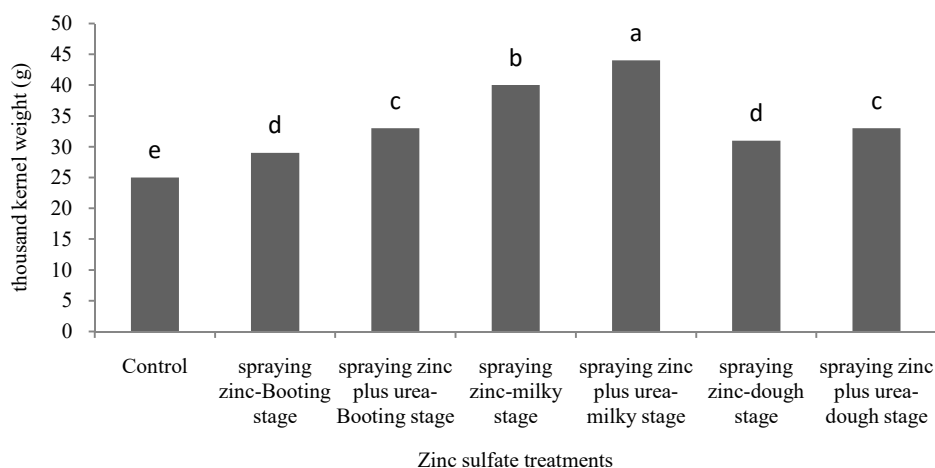 thousand kernel weight (g)
50
45
40
35
30
25
20
15
10
5
0
e
d
c
b
a
d
c
Control
spraying
zinc-Booting
stage
spraying zinc
plus urea-
Booting stage
spraying
zinc-milky
stage
spraying zinc
plus urea-
milky stage
spraying
zinc-dough
stage
spraying zinc
plus urea-
dough stage
Zinc sulfate treatments